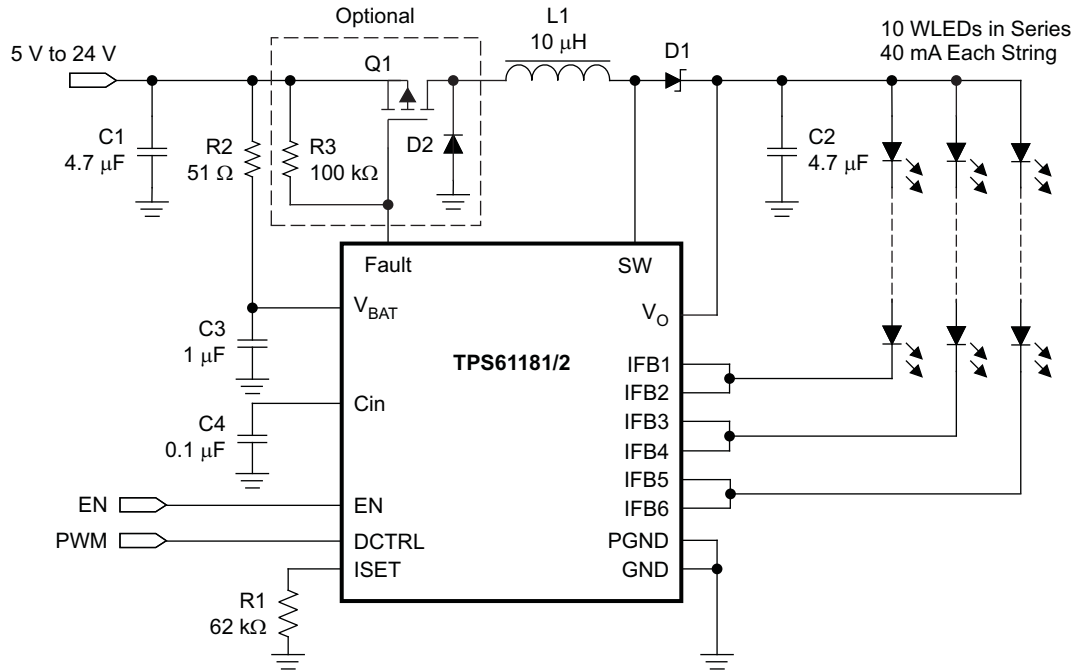 Optional
L1
10 μH
10 WLEDs in Series
40 mA Each String
5 V to 24 V
Q1
D1
C1
4.7 μF
R2
51 Ω
R3
100 kΩ
D2
C2
4.7 μF
Fault
SW
VBAT
VO
C3
1 μF
TPS61181/2
IFB1
IFB2
Cin
C4
0.1 μF
IFB3
IFB4
IFB5
IFB6
EN
EN
PWM
DCTRL
PGND
ISET
GND
R1
62 kΩ